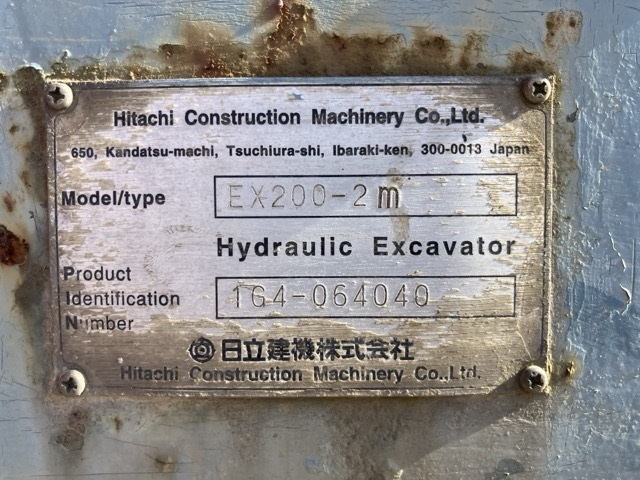 Hitachi Construction Machinery Co.,Ltd.
650, Kandatsu-machi, Tsuchiura-shi, Ibaraki-ken, 300-0013 Japan
Model/type EX200-2m
Hydraulic Excavator
Product
Identification 1G4-064040
Number
日立建機株式会社
Hitachi Construction Machinery Co.,Ltd.